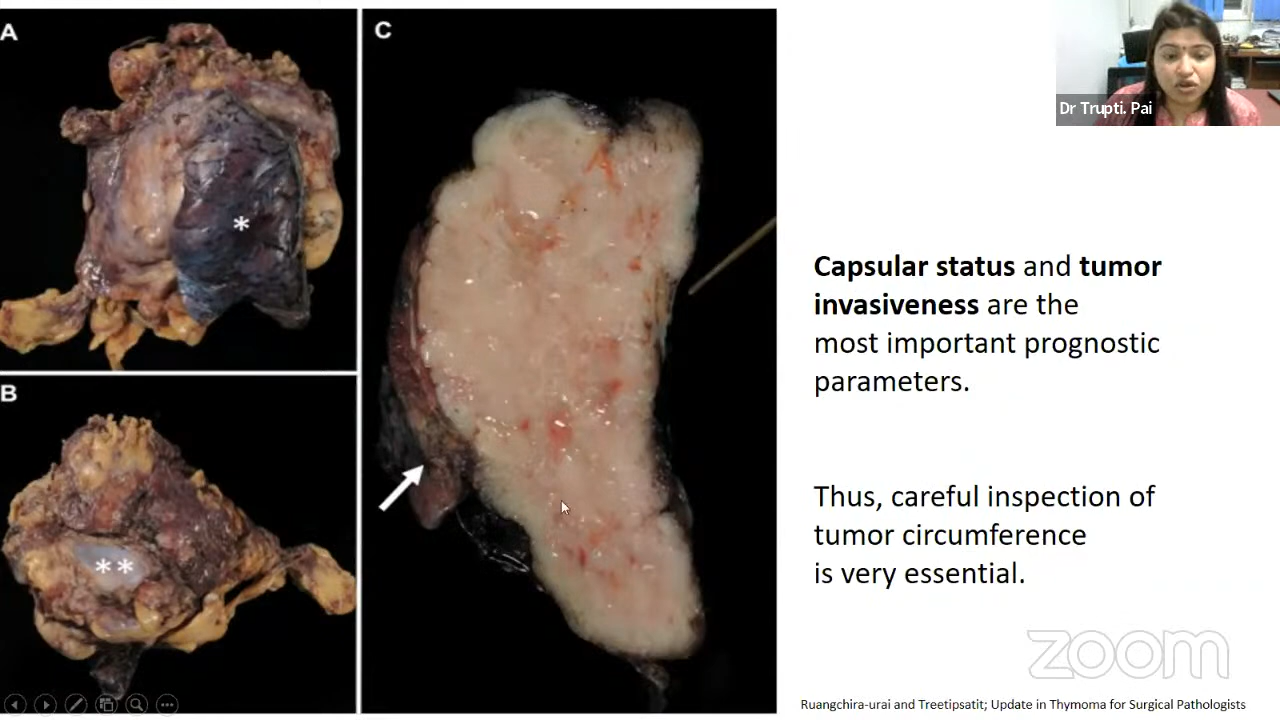 A
*
B
**
C
Dr Trupti. Pai
Capsular status and tumor
invasiveness are the
most important prognostic
parameters.
Thus, careful inspection of
tumor circumference
is very essential.
zoom
Ruangchira-urai and Treetipsatit; Update in Thymoma for Surgical Pathologists